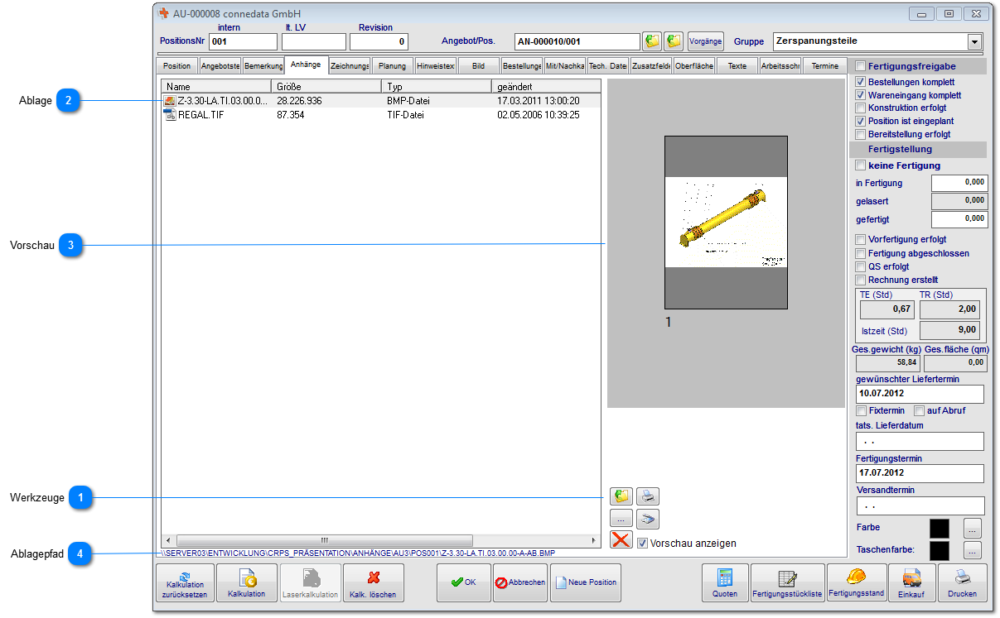 AU-000008 connedata GmbH
intern lt. LV Revision
PositionsNr 001 0 Angebot/Pos. AN-000010/001 Vorgänge Gruppe Zerspanungsteile
Position Angebotste Bemerkung Anhänge Zeichnungs Planung Hinweistex Bild Bestellunge Mit/Nachka Tech. Date Zusatzfelde Oberfläche Texte Arbeitssch Termine
Fertigungsfreigabe
Name Größe Typ geändert
Z-3.30-LA.TI.03.00.0... 28.226.936 BMP-Datei 17.03.2011 13:00:20
REGAL.TIF 87.354 TIF-Datei 02.05.2006 10:39:25
Ablage 2
Vorschau 3
Werkzeuge 1
Ablagepfad 4
1
...
Vorschau anzeigen
\\SERVER03\ENTWICKLUNG\CRPS_PRÄSENTATION\ANHÄNGE\AU3\POS001\Z-3.30-LA.TI.03.00.00-A-AB.BMP
Bestellungen komplett
Wareneingang komplett
Konstruktion erfolgt
Position ist eingeplant
Bereitstellung erfolgt
Fertigstellung
keine Fertigung
in Fertigung 0,000
gelasert 0,000
gefertigt 0,000
Vorfertigung erfolgt
Fertigung abgeschlossen
QS erfolgt
Rechnung erstellt
TE (Std) TR (Std)
0,67 2,00
Istzeit (Std) 9,00
Ges.gewicht (kg) Ges.fläche (qm)
58,84 0,00
gewünschter Liefertermin
10.07.2012
Fixtermin auf Abruf
tats. Lieferdatum
. .
Fertigungstermin
17.07.2012
Versandtermin
. .
Farbe ...
Taschenfarbe: ...
Kalkulation
zurücksetzen
Kalkulation
Laserkalkulation
Kalk. löschen
OK
Abbrechen
Neue Position
Quoten
Fertigungsstückliste
Fertigungsstand
Einkauf
Drucken